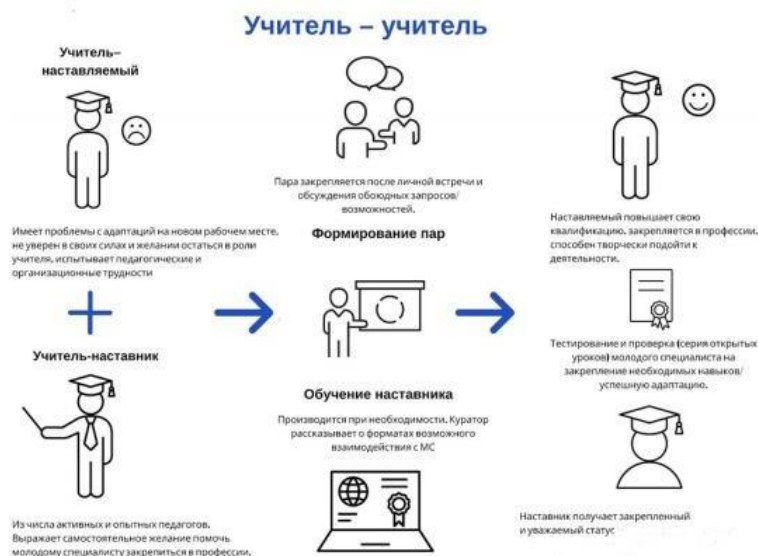 Учитель – учитель
Учитель–
наставляемый
Имеет проблемы с адаптаций на новом рабочем месте,
не уверен в своих силах и желании остаться в роли
учителя, испытывает педагогические и
организационные трудности
Учитель-наставник
Из числа активных и опытных педагогов.
Выражает самостоятельное желание помочь
молодому специалисту закрепиться в профессии.
Пара закрепляется после личной встречи и
обсуждения обоюдных запросов/
возможностей.
Формирование пар
Обучение наставника
Производится при необходимости. Куратор
рассказывает о форматах возможного
взаимодействия с МС
Наставляемый повышает свою
квалификацию, закрепляется в профессии,
способен творчески подойти к
деятельности.
Тестирование и проверка (серия открытых
уроков) молодого специалиста на
закрепление необходимых навыков/
успешную адаптацию.
Наставник получает закрепленный
и уважаемый статус